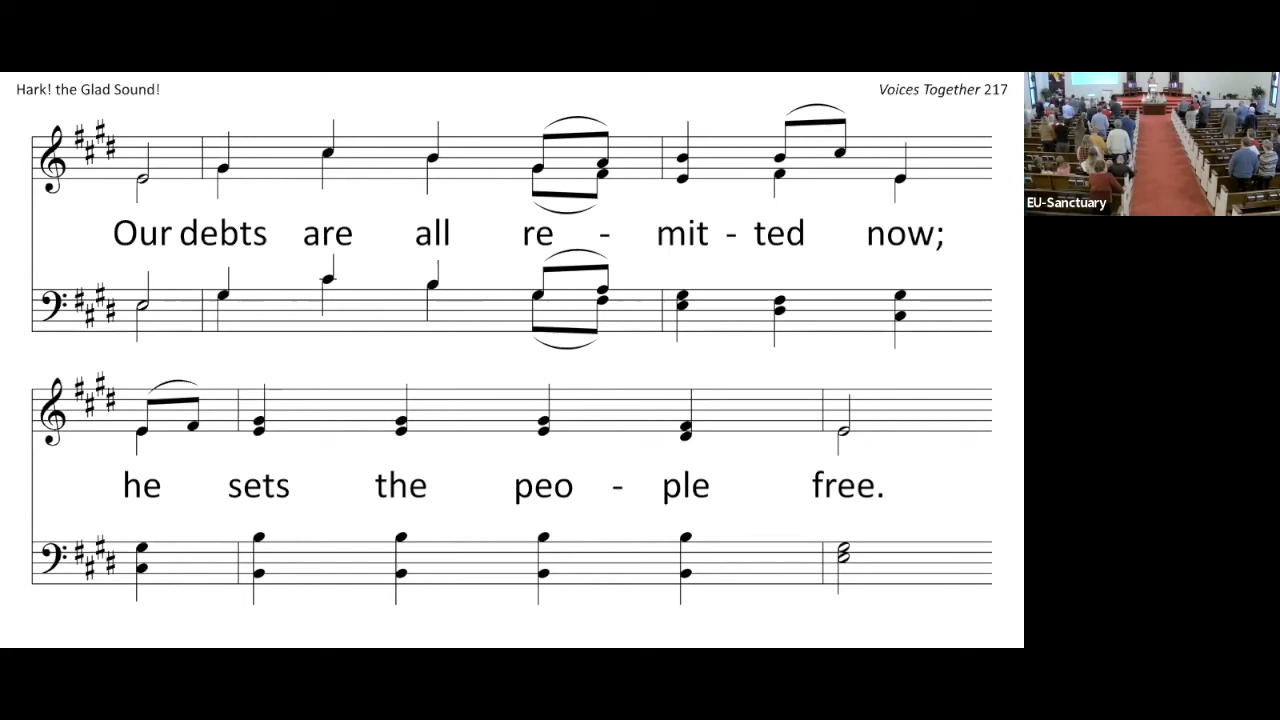 Hark! the Glad Sound!
Voices Together 217
EU-Sanctuary
Our debts are all re - mit - ted now;
he sets the peo - ple free.